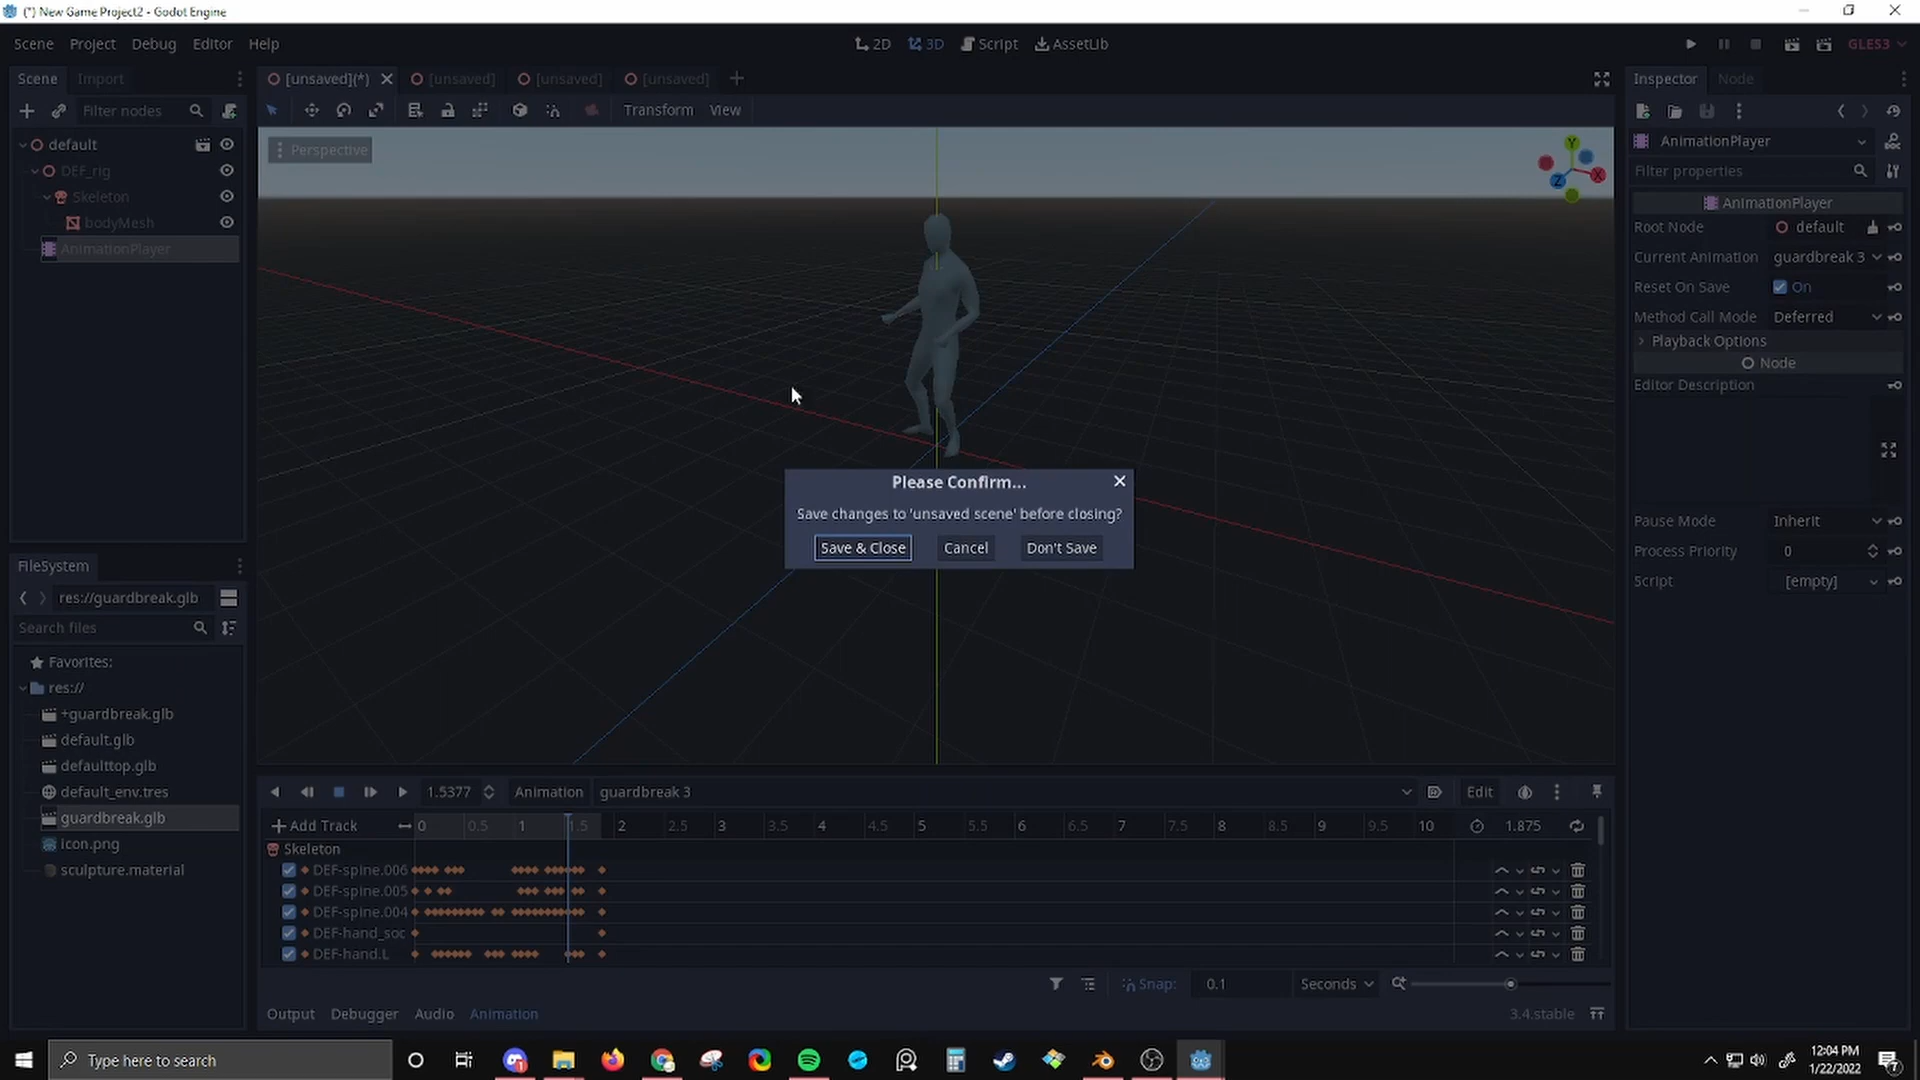 (*) New Game Project2 - Godot Engine
Scene Project Debug Editor Help
2D 3D Script AssetLib
GLES3
Scene Import
[unsaved](*) [unsaved] [unsaved] [unsaved]
Inspector Node
Filter nodes
Transform View
default
DEF_rig
Skeleton
bodyMesh
AnimationPlayer
Perspective
Y
X
Z
AnimationPlayer
Filter properties
AnimationPlayer
Root Node default
Current Animation guardbreak 3
Reset On Save On
Method Call Mode Deferred
Playback Options
Node
Editor Description
Pause Mode Inherit
Process Priority 0
Script [empty]
Please Confirm...
Save changes to 'unsaved scene' before closing?
Save & Close Cancel Don't Save
FileSystem
res://guardbreak.glb
Search files
Favorites:
res://
+guardbreak.glb
default.glb
defaulttop.glb
default_env.tres
guardbreak.glb
icon.png
sculpture.material
1.5377 Animation guardbreak 3 Edit
Add Track 0 0.5 1 1.5 2 2.5 3 3.5 4 4.5 5 5.5 6 6.5 7 7.5 8 8.5 9 9.5 10 1.875
Skeleton
DEF-spine.006
DEF-spine.005
DEF-spine.004
DEF-hand_soc
DEF-hand.L
Snap: 0.1 Seconds
Output Debugger Audio Animation
3.4.stable
Type here to search
12:04 PM
1/22/2022
7